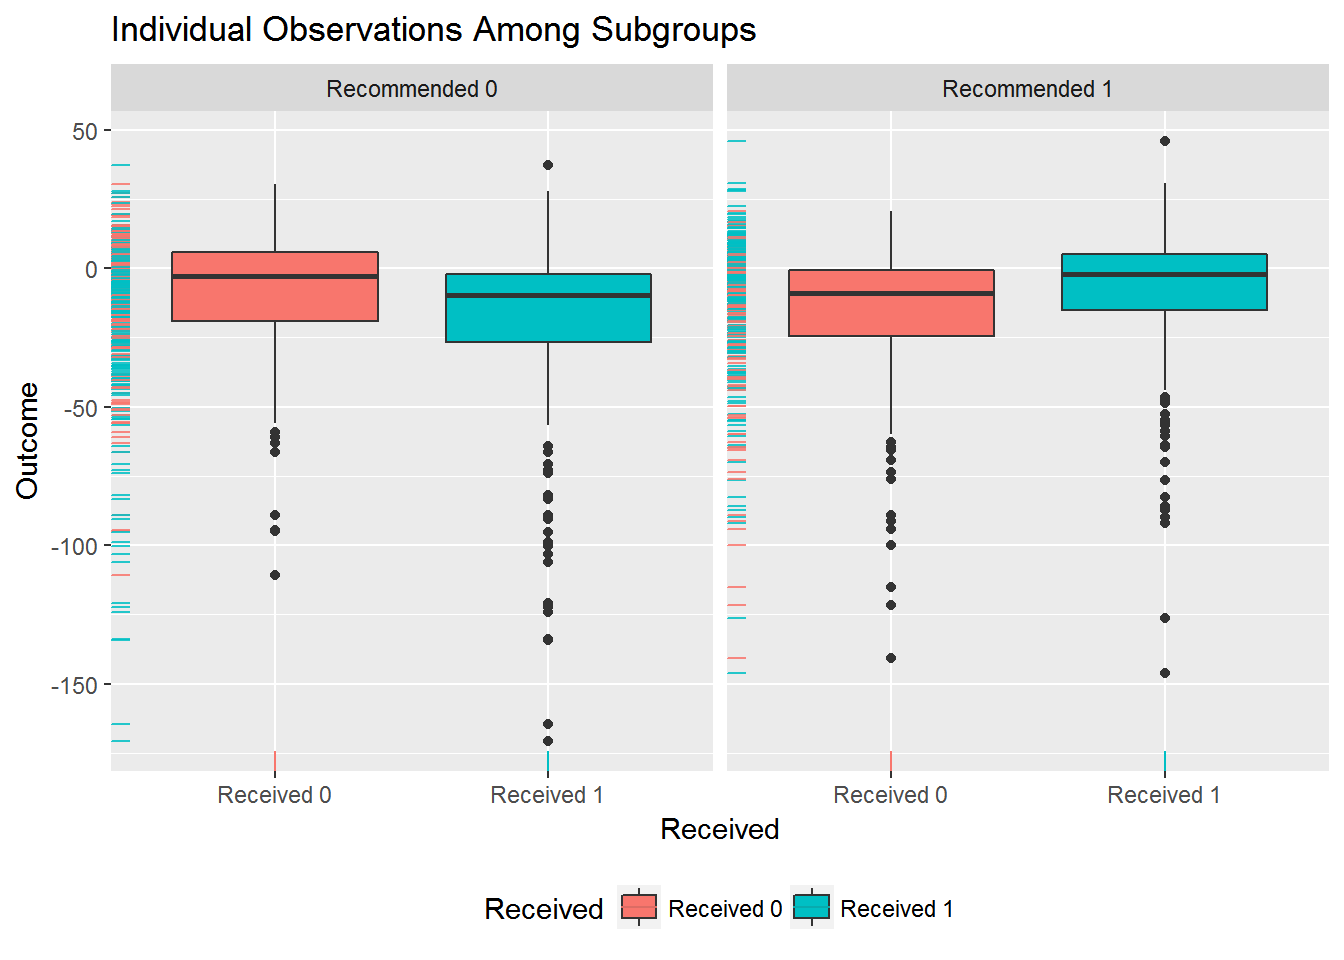 Individual Observations Among Subgroups
Recommended 0
Recommended 1
Outcome
50
0
-50
-100
-150
Received 0
Received 1
Received 0
Received 1
Received
Received
Received 0
Received 1